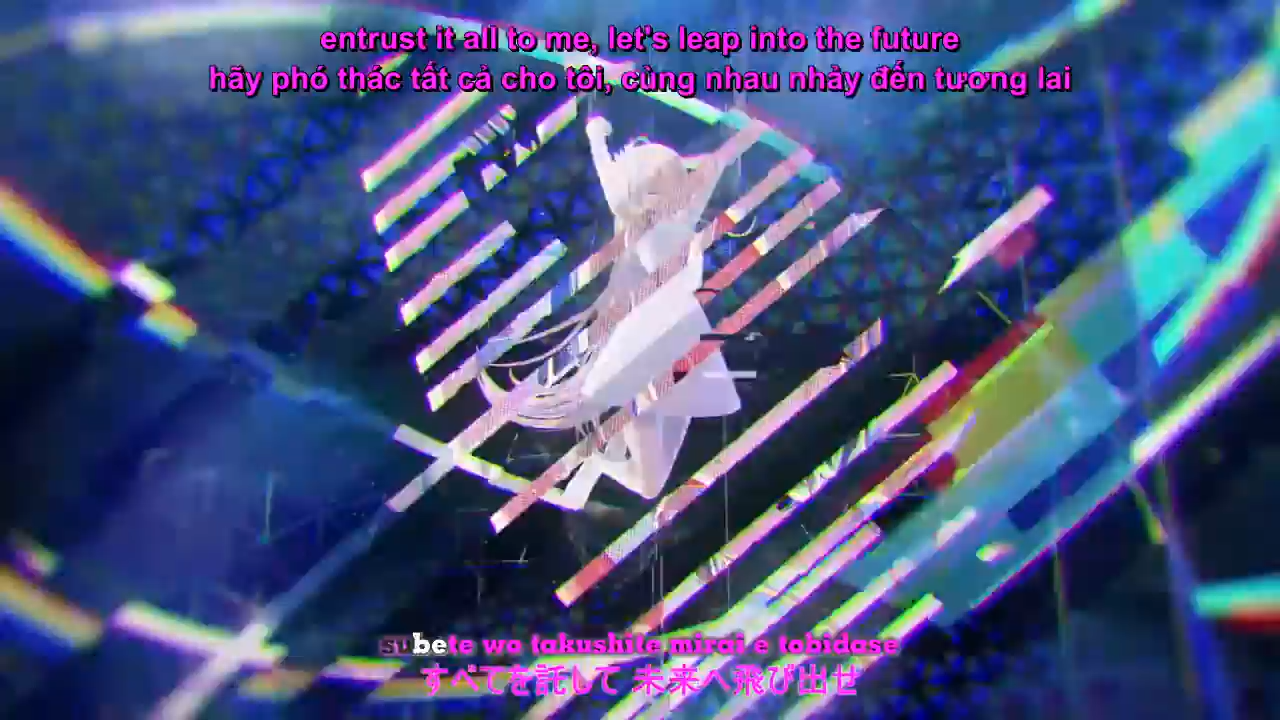 entrust it all to me, let's leap into the future
hãy phó thác tất cả cho tôi, cùng nhau nhảy đến tương lai
subete wo takushite mirai e tobidase
すべてを託して 未来へ飛び出せ